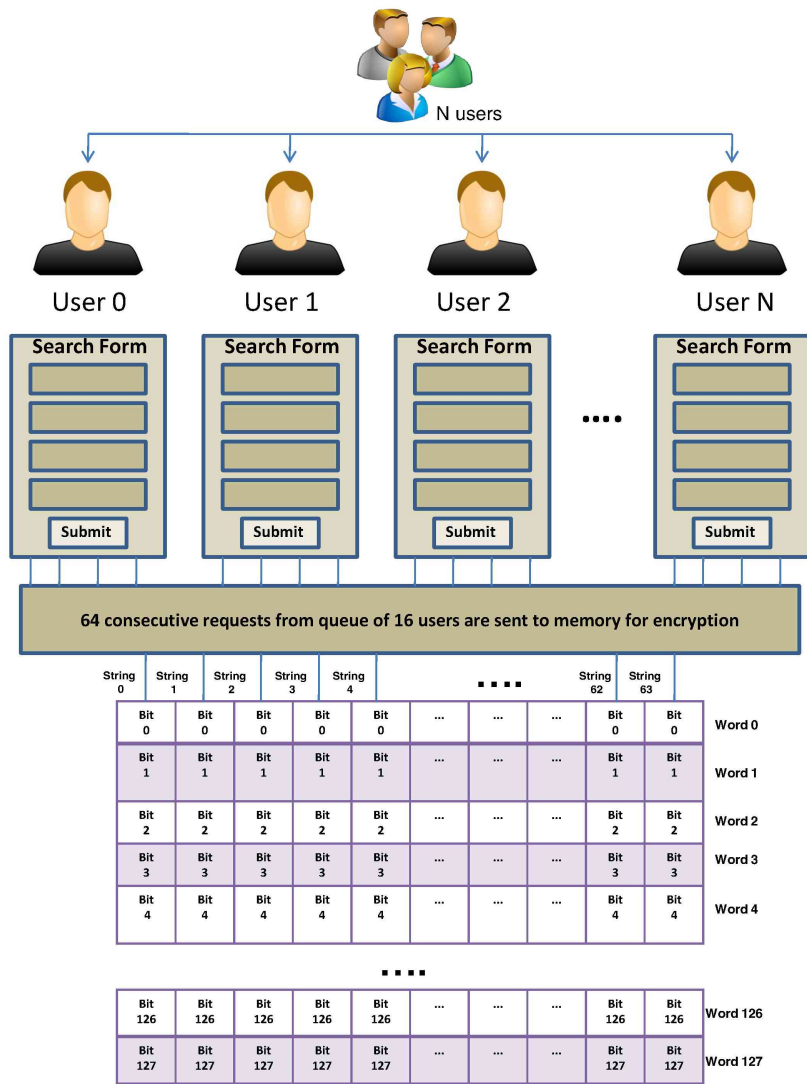 N users
User 0
User 1
User 2
User N
Search Form
Search Form
Search Form
Search Form
....
Submit
Submit
Submit
Submit
64 consecutive requests from queue of 16 users are sent to memory for encryption
String 0
String 1
String 2
String 3
String 4
....
String 62
String 63
Bit 0 Bit 0 Bit 0 Bit 0 Bit 0 ... ... ... Bit 0 Bit 0 Word 0
Bit 1 Bit 1 Bit 1 Bit 1 Bit 1 ... ... ... Bit 1 Bit 1 Word 1
Bit 2 Bit 2 Bit 2 Bit 2 Bit 2 ... ... ... Bit 2 Bit 2 Word 2
Bit 3 Bit 3 Bit 3 Bit 3 Bit 3 ... ... ... Bit 3 Bit 3 Word 3
Bit 4 Bit 4 Bit 4 Bit 4 Bit 4 ... ... ... Bit 4 Bit 4 Word 4
....
Bit 126 Bit 126 Bit 126 Bit 126 Bit 126 ... ... ... Bit 126 Bit 126 Word 126
Bit 127 Bit 127 Bit 127 Bit 127 Bit 127 ... ... ... Bit 127 Bit 127 Word 127